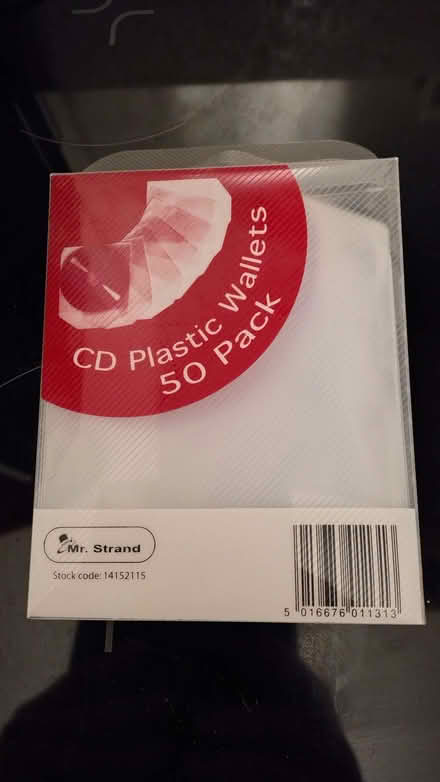 CD Plastic Wallets
50 Pack
Mr. Strand
Stock code: 14152115
5 016676 011313